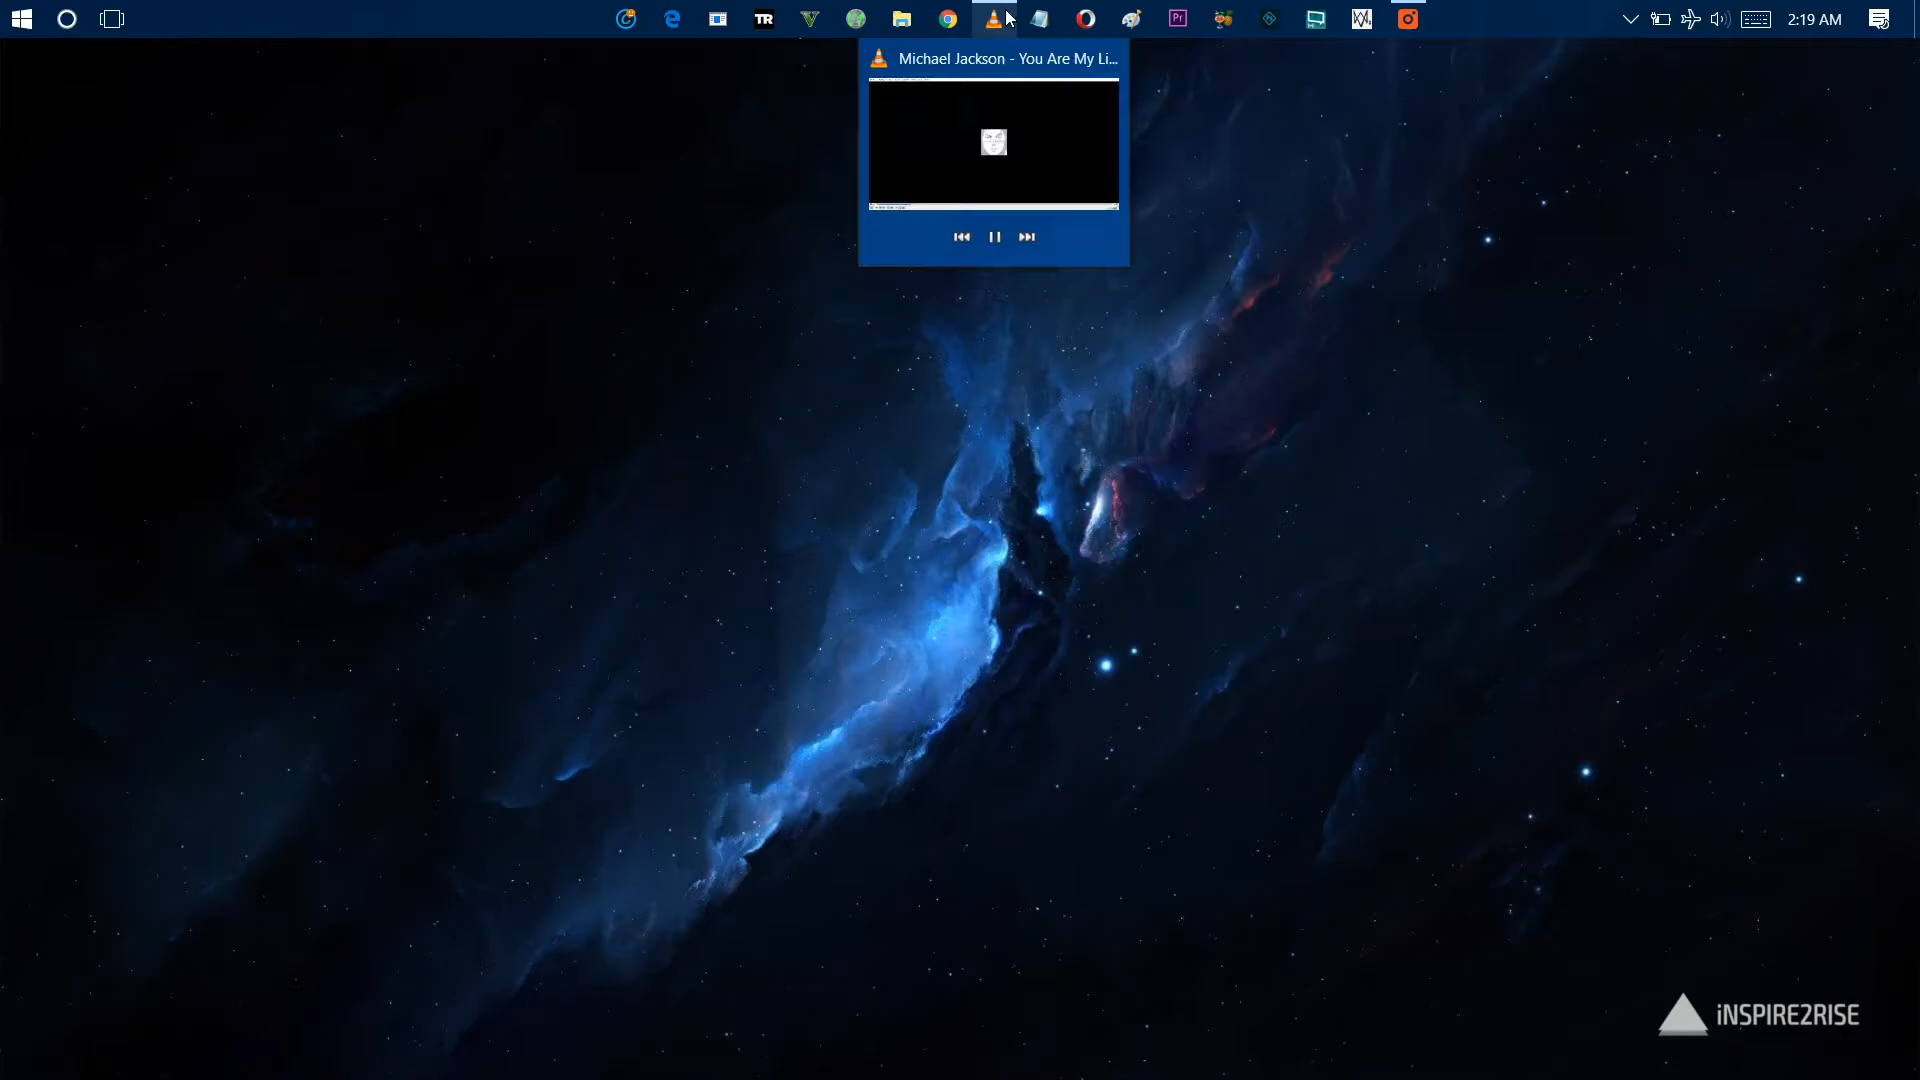 TR
Pr
2:19 AM
Michael Jackson - You Are My Li...
iNSPIRE2RISE